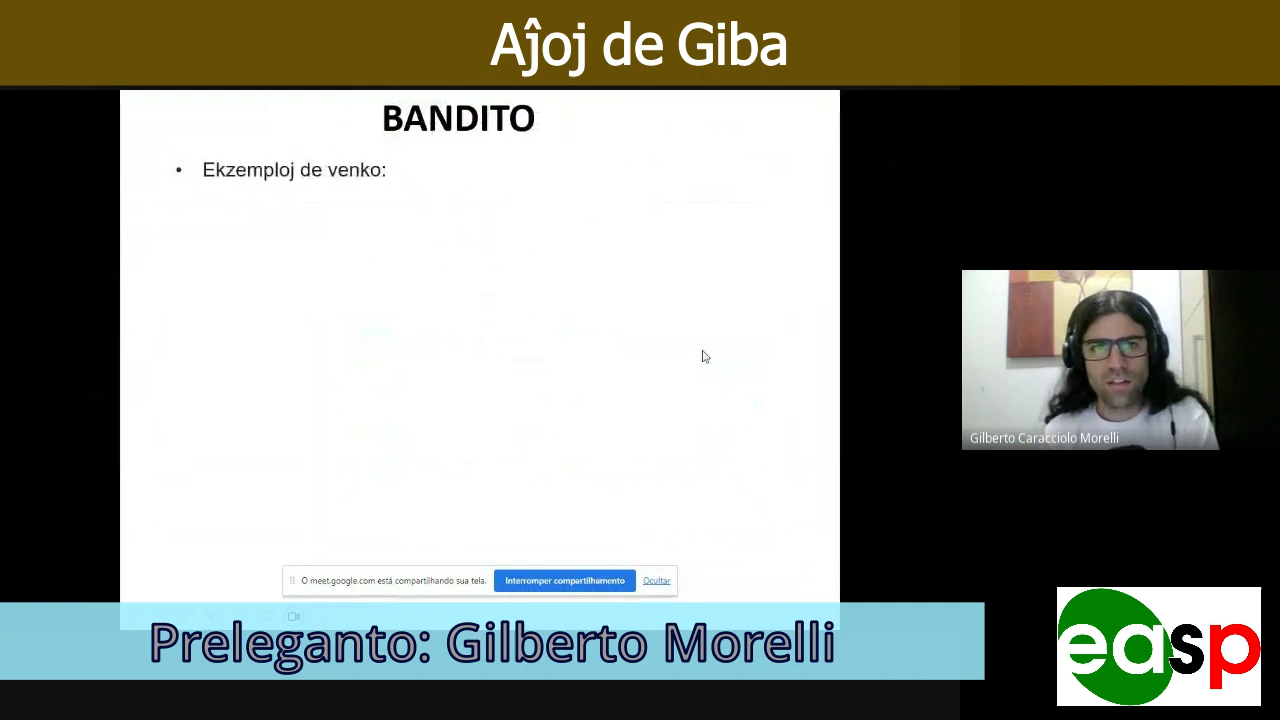 Aĵoj de Giba
BANDITO
• Ekzemploj de venko:
Gilberto Caracciolo Morelli
O meet.google.com está compartilhando sua tela.
Interromper compartilhamento
Ocultar
Preleganto: Gilberto Morelli
easp